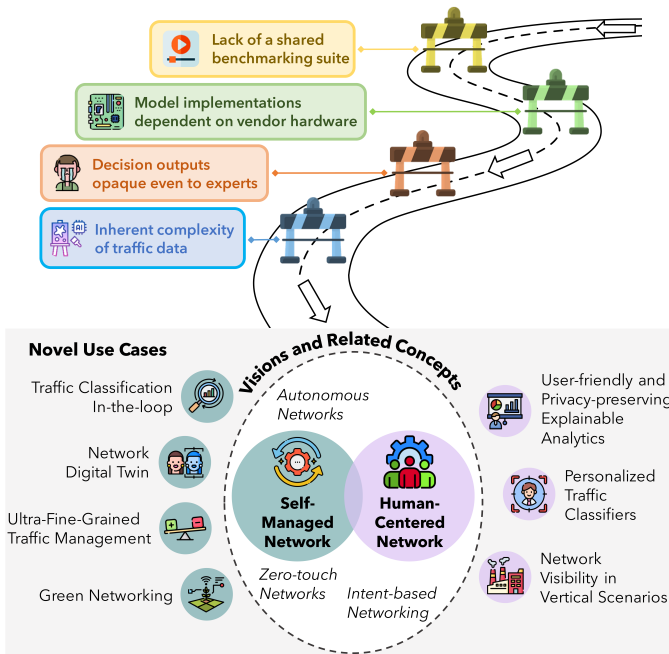 Lack of a shared
benchmarking suite
Model implementations
dependent on vendor hardware
Decision outputs
opaque even to experts
AI
Inherent complexity
of traffic data
Visions and Related Concepts
Novel Use Cases
Traffic Classification
In-the-loop
Network
Digital Twin
Ultra-Fine-Grained
Traffic Management
Green Networking
Autonomous
Networks
Self-
Managed
Network
Human-
Centered
Network
Zero-touch
Networks
Intent-based
Networking
User-friendly and
Privacy-preserving
Explainable
Analytics
Personalized
Traffic
Classifiers
Network
Visibility in
Vertical Scenarios